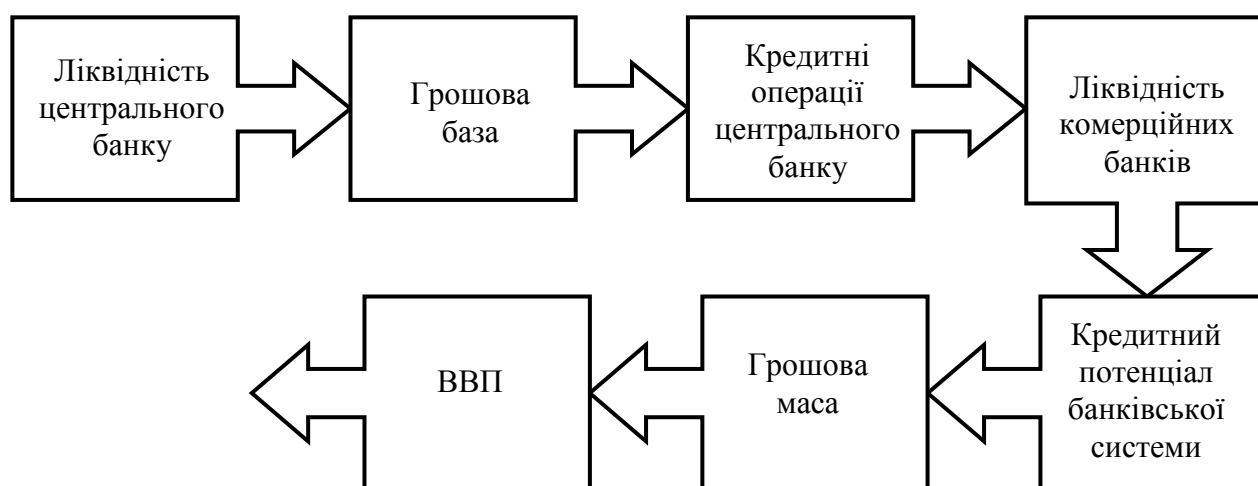 Ліквідність
центрального
банку
Грошова
база
Кредитні
операції
центрального
банку
Ліквідність
комерційних
банків
ВВП
Грошова
маса
Кредитний
потенціал
банківської
системи